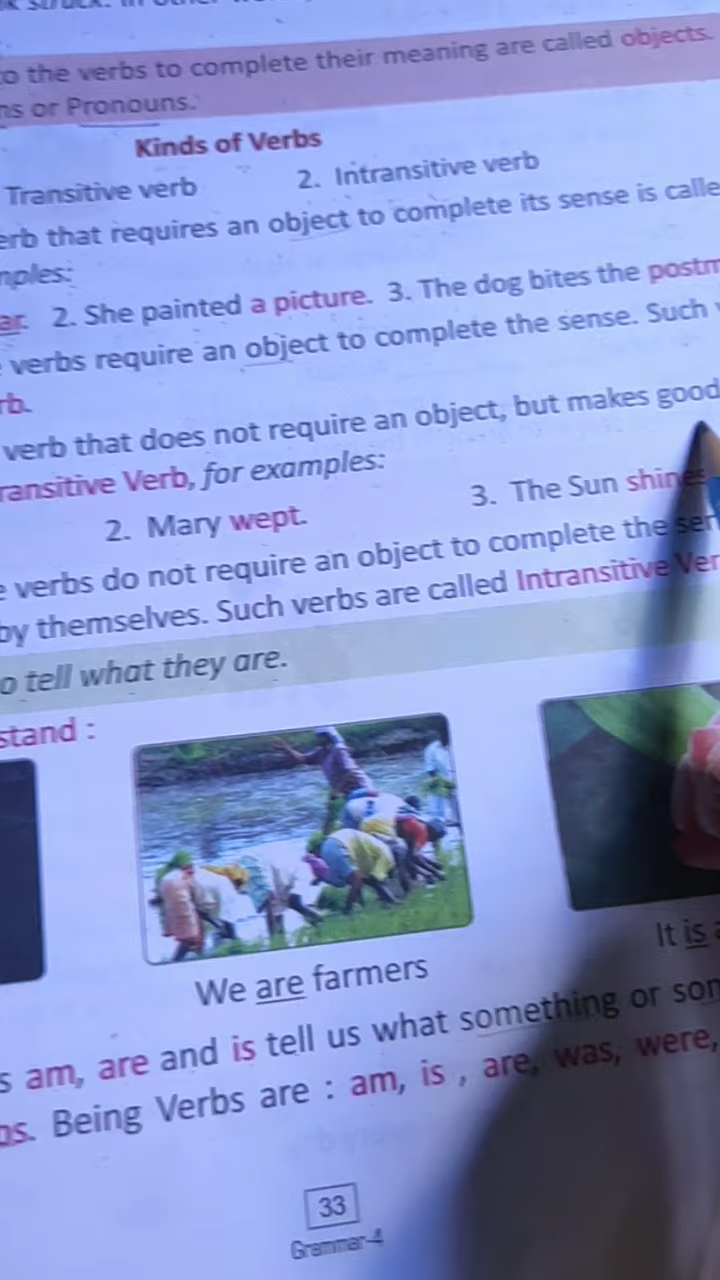 to the verbs to complete their meaning are called objects.
ns or Pronouns.
Kinds of Verbs
Transitive verb 2. Intransitive verb
erb that requires an object to complete its sense is calle
mples:
ar. 2. She painted a picture. 3. The dog bites the postm
verbs require an object to complete the sense. Such
rb.
verb that does not require an object, but makes good
ransitive Verb, for examples:
2. Mary wept. 3. The Sun shines
e verbs do not require an object to complete the sen
by themselves. Such verbs are called Intransitive Ver
o tell what they are.
stand :
We are farmers
It is
s am, are and is tell us what something or som
bs. Being Verbs are : am, is , are, was, were,
33
Grammar-4